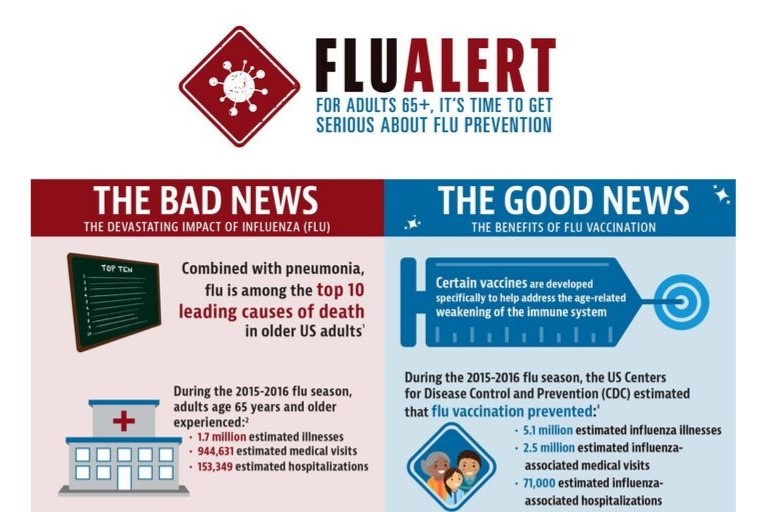 FLUALERT
FOR ADULTS 65+, IT'S TIME TO GET
SERIOUS ABOUT FLU PREVENTION
THE BAD NEWS
THE DEVASTATING IMPACT OF INFLUENZA (FLU)
TOP TEN
Combined with pneumonia,
flu is among the top 10
leading causes of death
in older US adults¹
During the 2015-2016 flu season,
adults age 65 years and older
experienced:²
· 1.7 million estimated illnesses
· 944,631 estimated medical visits
· 153,349 estimated hospitalizations
THE GOOD NEWS
THE BENEFITS OF FLU VACCINATION
Certain vaccines are developed
specifically to help address the age-related
weakening of the immune system
During the 2015-2016 flu season, the US Centers
for Disease Control and Prevention (CDC) estimated
that flu vaccination prevented:³
· 5.1 million estimated influenza illnesses
· 2.5 million estimated influenza-
associated medical visits
· 71,000 estimated influenza-
associated hospitalizations